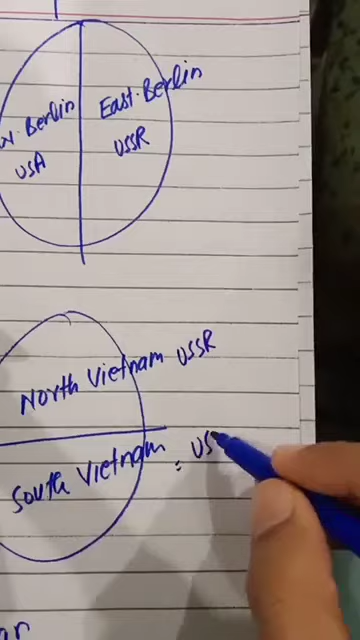 W. Berlin
East. Berlin
USA
USSR
North Vietnam USSR
South Vietnam = US